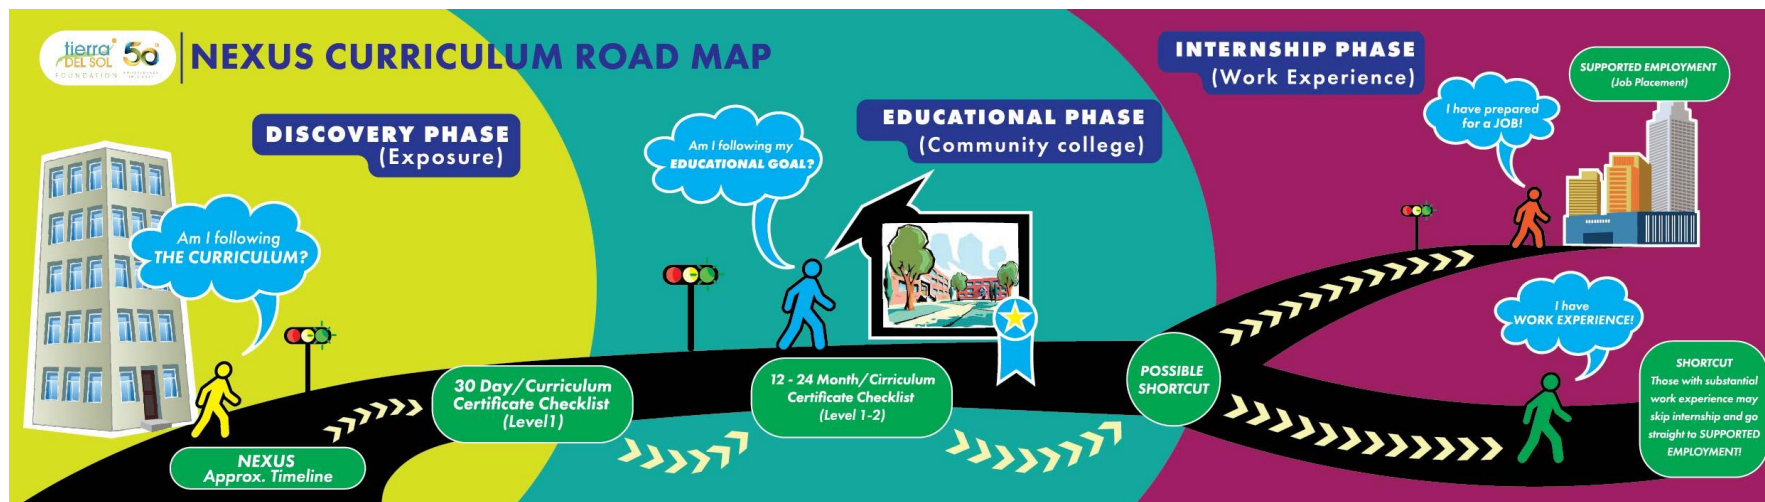 tierra
DEL SOL
FOUNDATION
50
NEXUS CURRICULUM ROAD MAP
DISCOVERY PHASE
(Exposure)
Am I following
THE CURRICULUM?
NEXUS
Approx. Timeline
30 Day/Curriculum
Certificate Checklist
(Level1)
Am I following my
EDUCATIONAL GOAL?
EDUCATIONAL PHASE
(Community college)
12 - 24 Month/Cirriculum
Certificate Checklist
(Level 1-2)
POSSIBLE
SHORTCUT
INTERNSHIP PHASE
(Work Experience)
I have prepared
for a JOB!
SUPPORTED EMPLOYMENT
(Job Placement)
I have
WORK EXPERIENCE!
SHORTCUT
Those with substantial
work experience may
skip internship and go
straight to SUPPORTED
EMPLOYMENT!